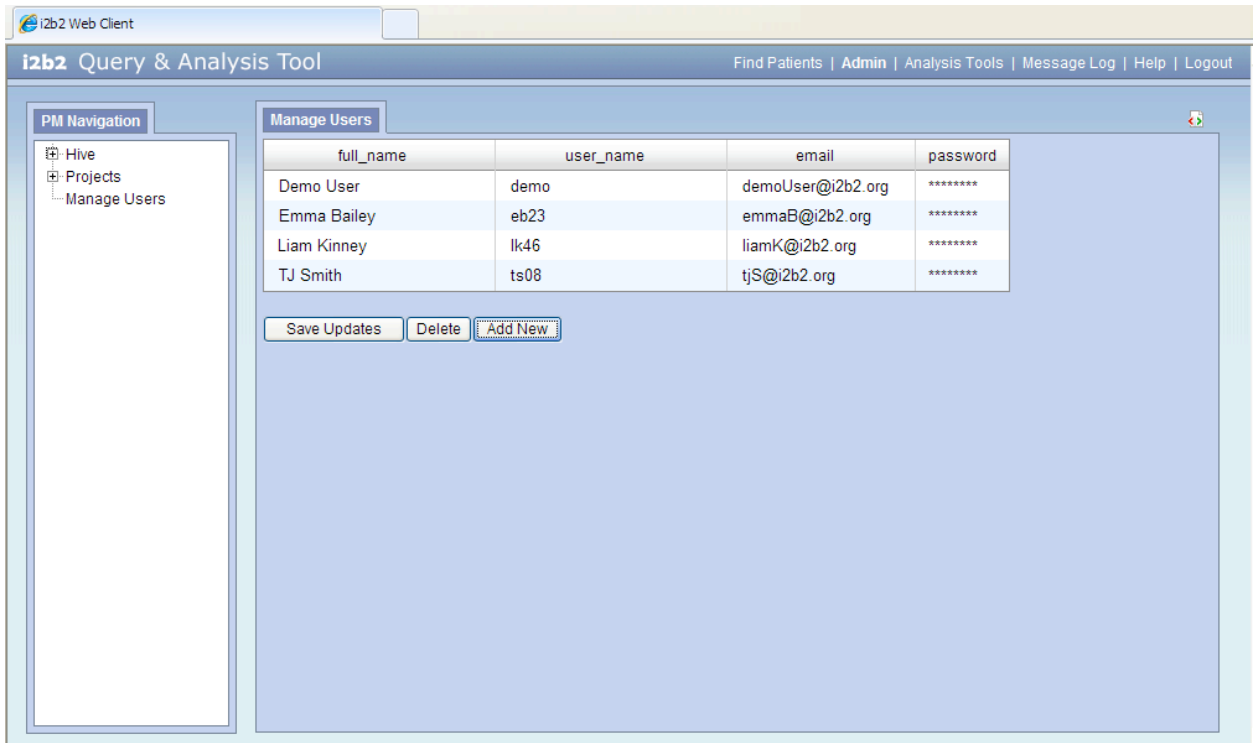 i2b2 Web Client
i2b2 Query & Analysis Tool
Find Patients | Admin | Analysis Tools | Message Log | Help | Logout
PM Navigation
Hive
Projects
Manage Users
Manage Users
full_name user_name email password
Demo User demo demoUser@i2b2.org ********
Emma Bailey eb23 emmaB@i2b2.org ********
Liam Kinney lk46 liamK@i2b2.org ********
TJ Smith ts08 tjS@i2b2.org ********
Save Updates Delete Add New